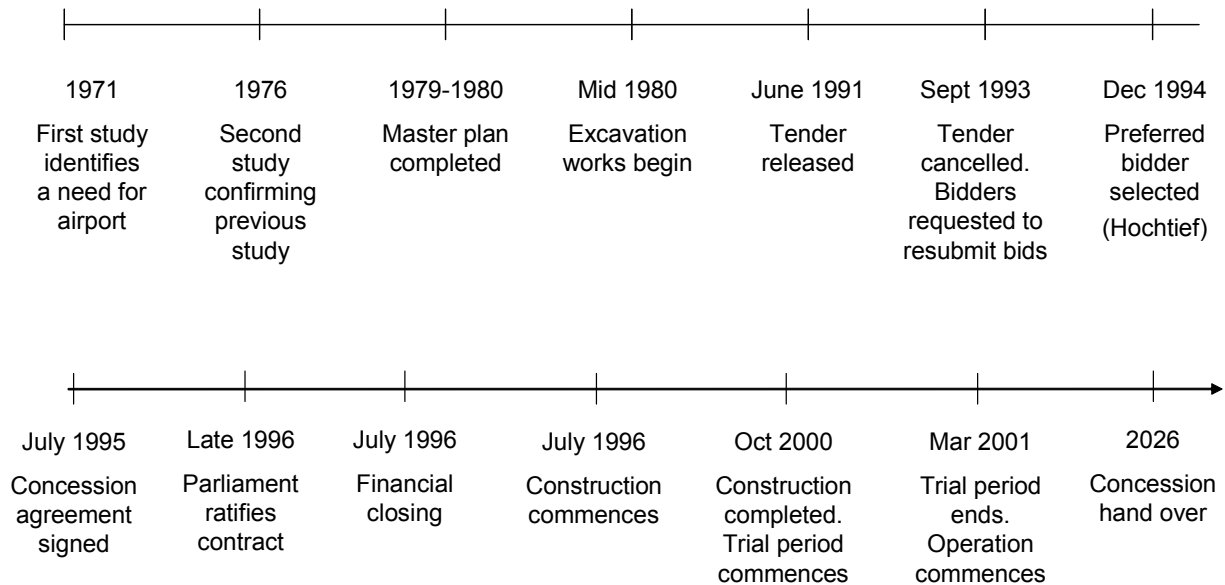 1971
First study
identifies
a need for
airport
1976
Second
study
confirming
previous
study
1979-1980
Master plan
completed
Mid 1980
Excavation
works begin
June 1991
Tender
released
Sept 1993
Tender
cancelled.
Bidders
requested to
resubmit bids
Dec 1994
Preferred
bidder
selected
(Hochtief)
July 1995
Concession
agreement
signed
Late 1996
Parliament
ratifies
contract
July 1996
Financial
closing
July 1996
Construction
commences
Oct 2000
Construction
completed.
Trial period
commences
Mar 2001
Trial period
ends.
Operation
commences
2026
Concession
hand over